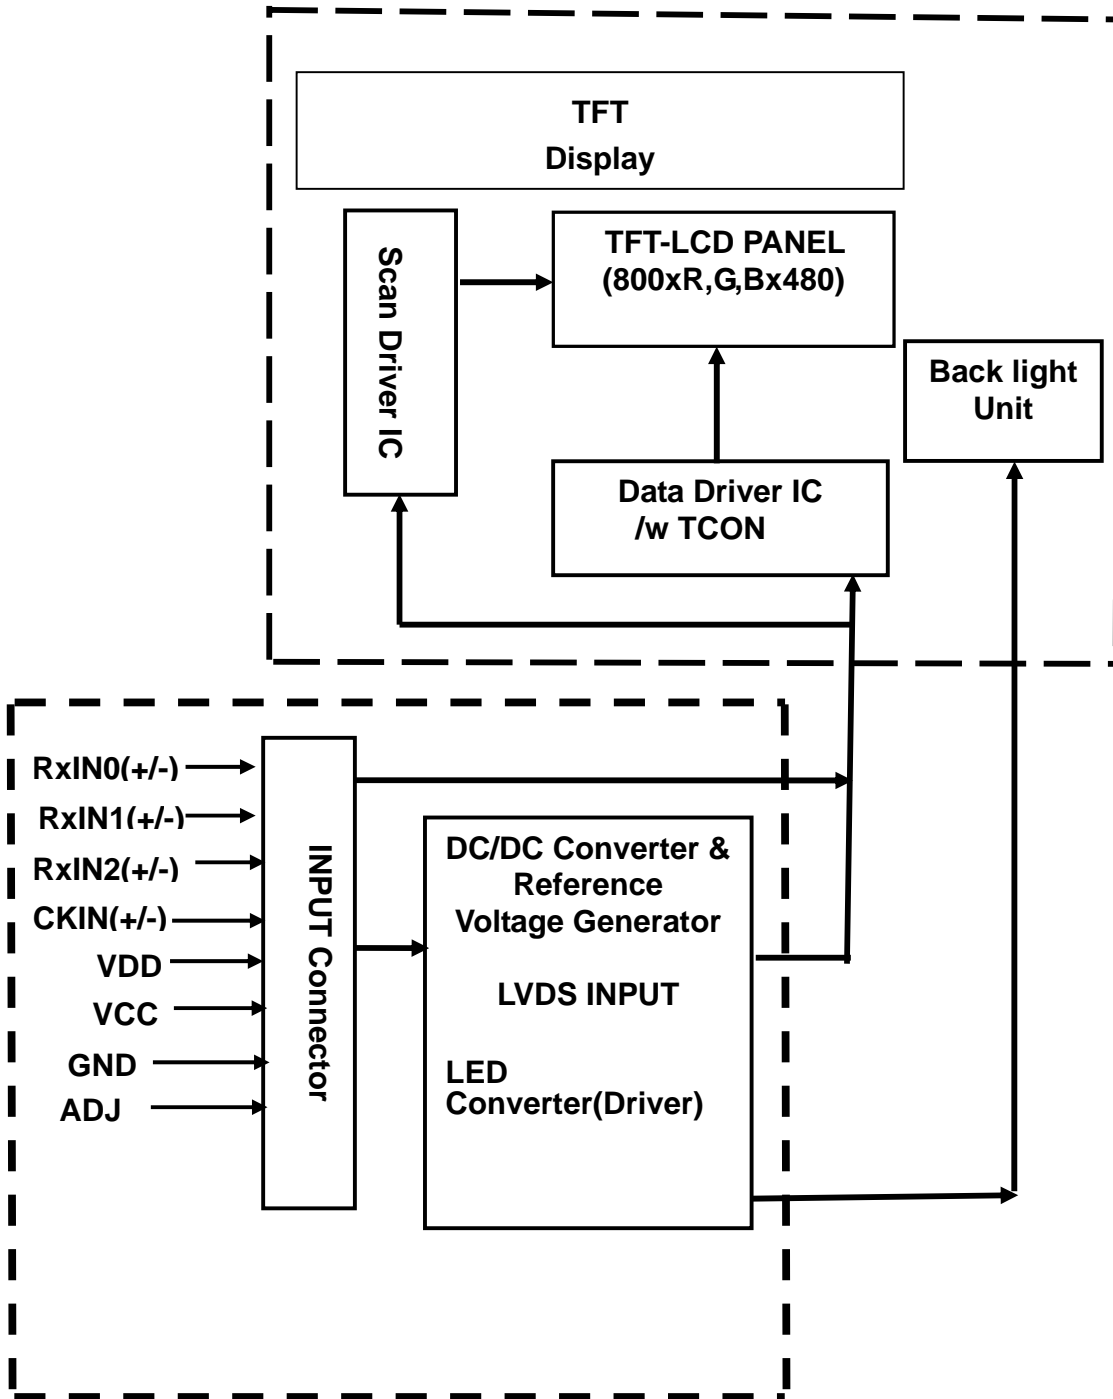 TFT
Display
Scan Driver IC
TFT-LCD PANEL
(800xR,G,Bx480)
Back light
Unit
Data Driver IC
/w TCON
RxIN0(+/-)
RxIN1(+/-)
RxIN2(+/-)
CKIN(+/-)
VDD
VCC
GND
ADJ
INPUT Connector
DC/DC Converter &
Reference
Voltage Generator
LVDS INPUT
LED
Converter(Driver)